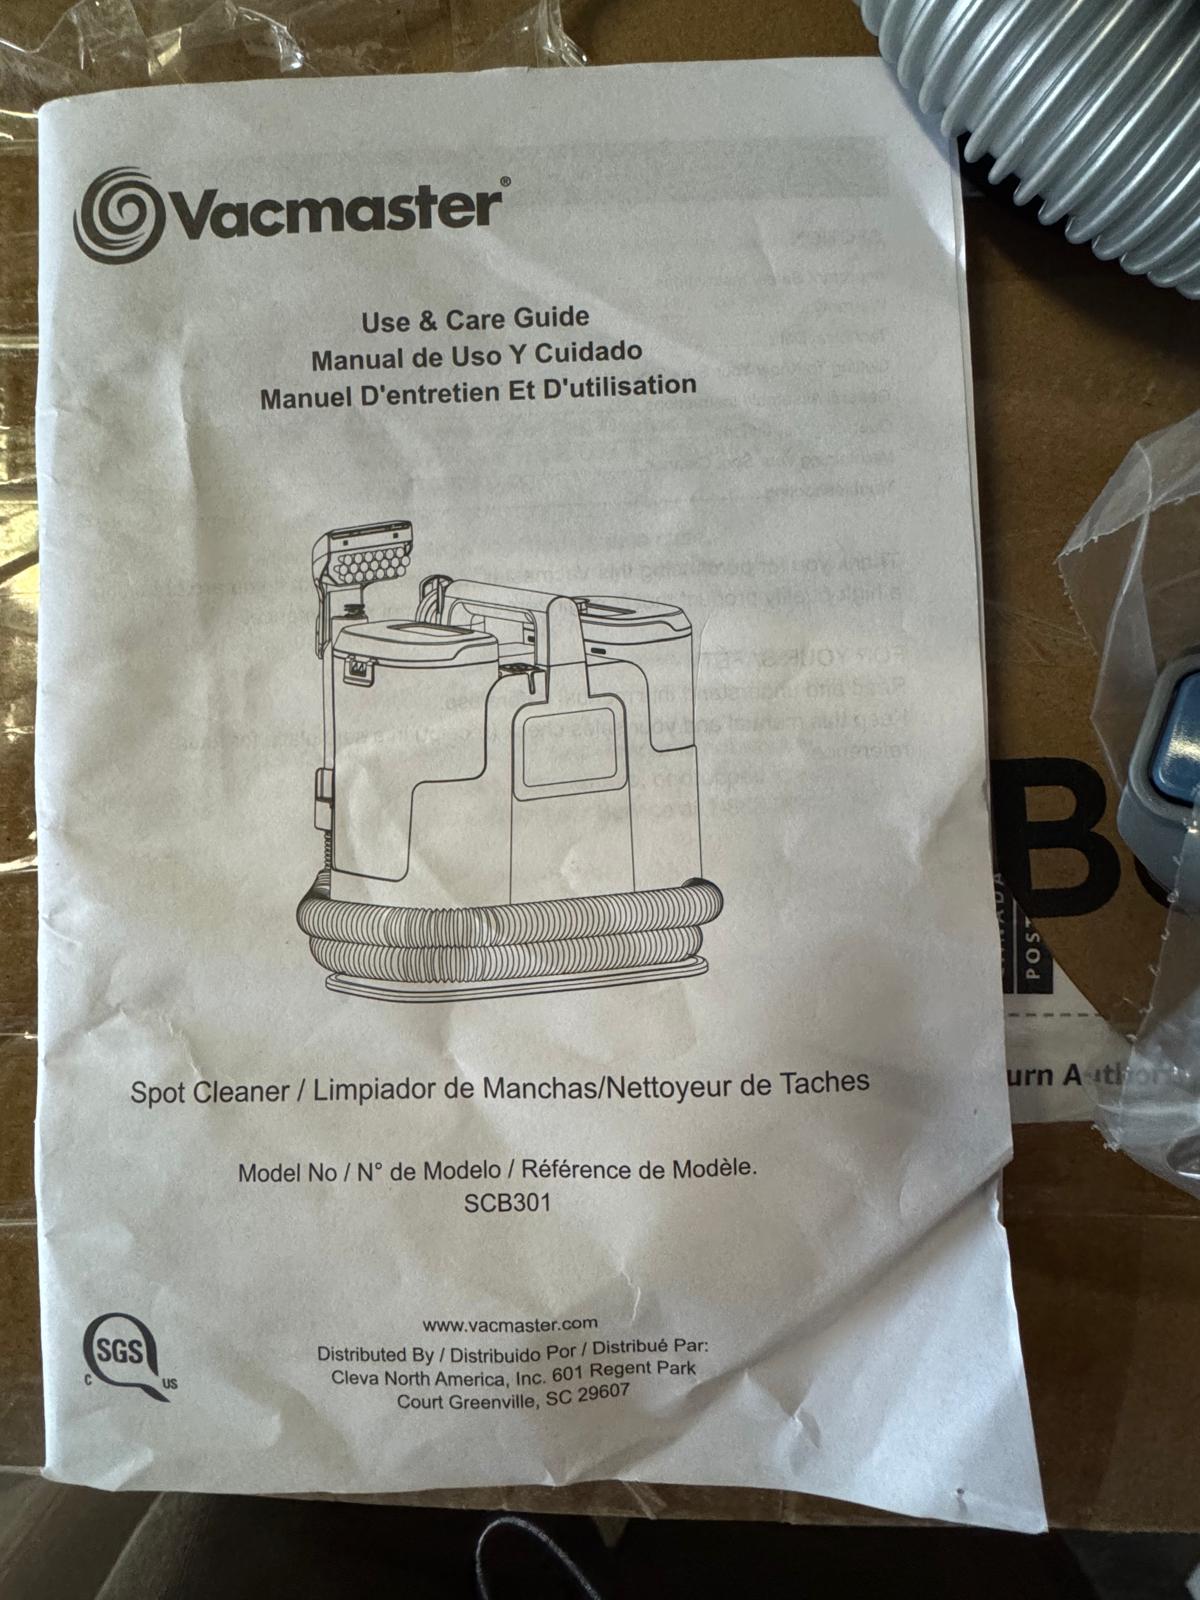 Vacmaster®
Use & Care Guide
Manual de Uso Y Cuidado
Manuel D'entretien Et D'utilisation
Spot Cleaner / Limpiador de Manchas/Nettoyeur de Taches
Model No / N° de Modelo / Référence de Modèle.
SCB301
SGS
C US
www.vacmaster.com
Distributed By / Distribuido Por / Distribué Par:
Cleva North America, Inc. 601 Regent Park
Court Greenville, SC 29607
B
POST
urn Author